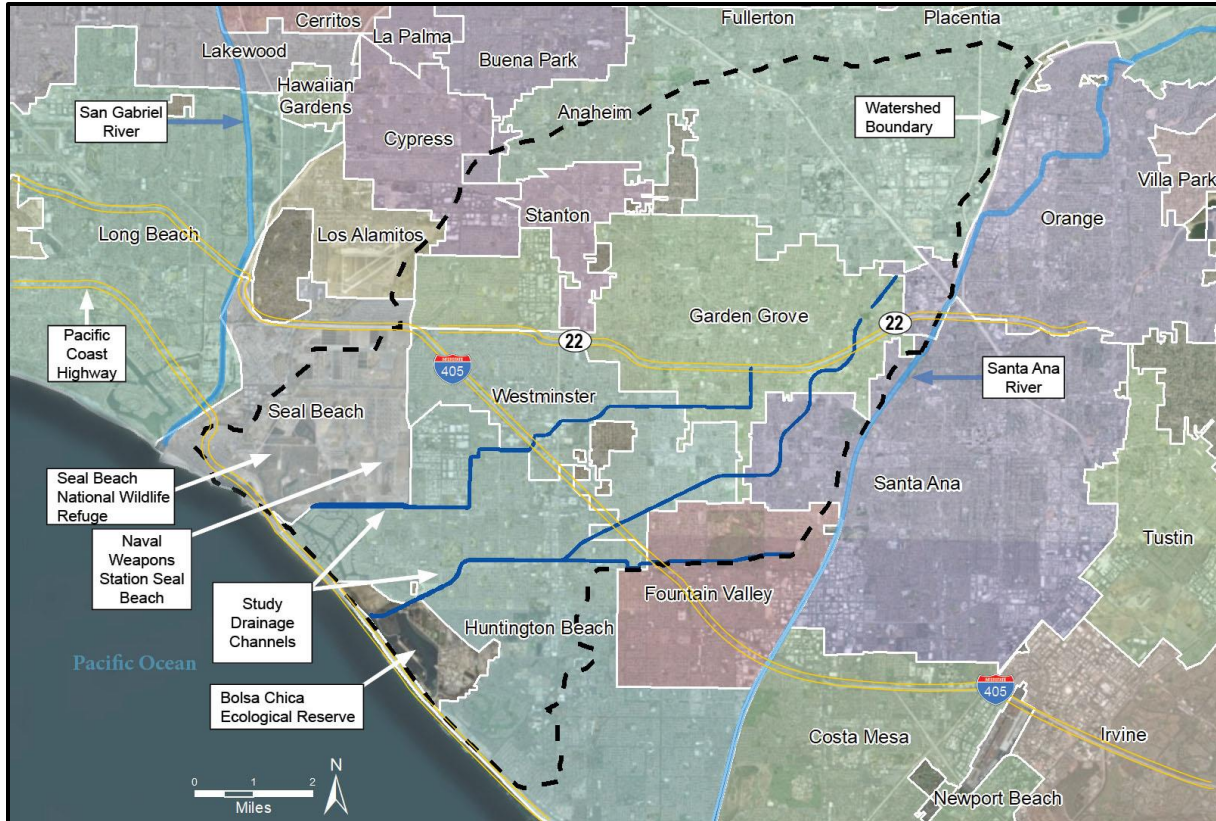 Cerritos
Fullerton
Placentia
La Palma
Lakewood
Buena Park
Hawaiian
Gardens
San Gabriel
River
Anaheim
Watershed
Boundary
Cypress
Villa Park
Stanton
Orange
Long Beach
Los Alamitos
Pacific
Coast
Highway
Garden Grove
22
22
405
Santa Ana
River
Westminster
Seal Beach
Seal Beach
National Wildlife
Refuge
Santa Ana
Naval
Weapons
Station Seal
Beach
Tustin
Study
Drainage
Channels
Fountain Valley
Huntington Beach
Pacific Ocean
Bolsa Chica
Ecological Reserve
405
Costa Mesa
Irvine
N
0 1 2
Miles
Newport Beach